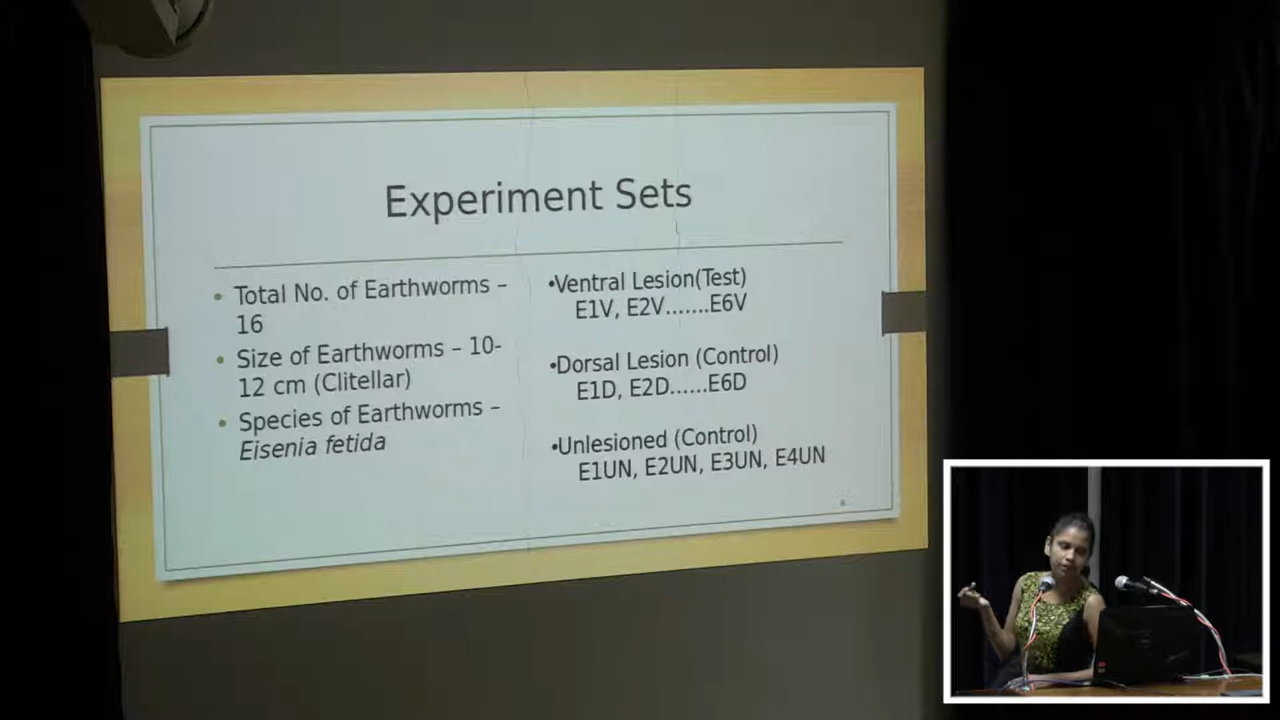 Experiment Sets
• Total No. of Earthworms –
16
• Size of Earthworms – 10-
12 cm (Clitellar)
• Species of Earthworms –
Eisenia fetida
•Ventral Lesion(Test)
E1V, E2V.......E6V
•Dorsal Lesion (Control)
E1D, E2D......E6D
•Unlesioned (Control)
E1UN, E2UN, E3UN, E4UN